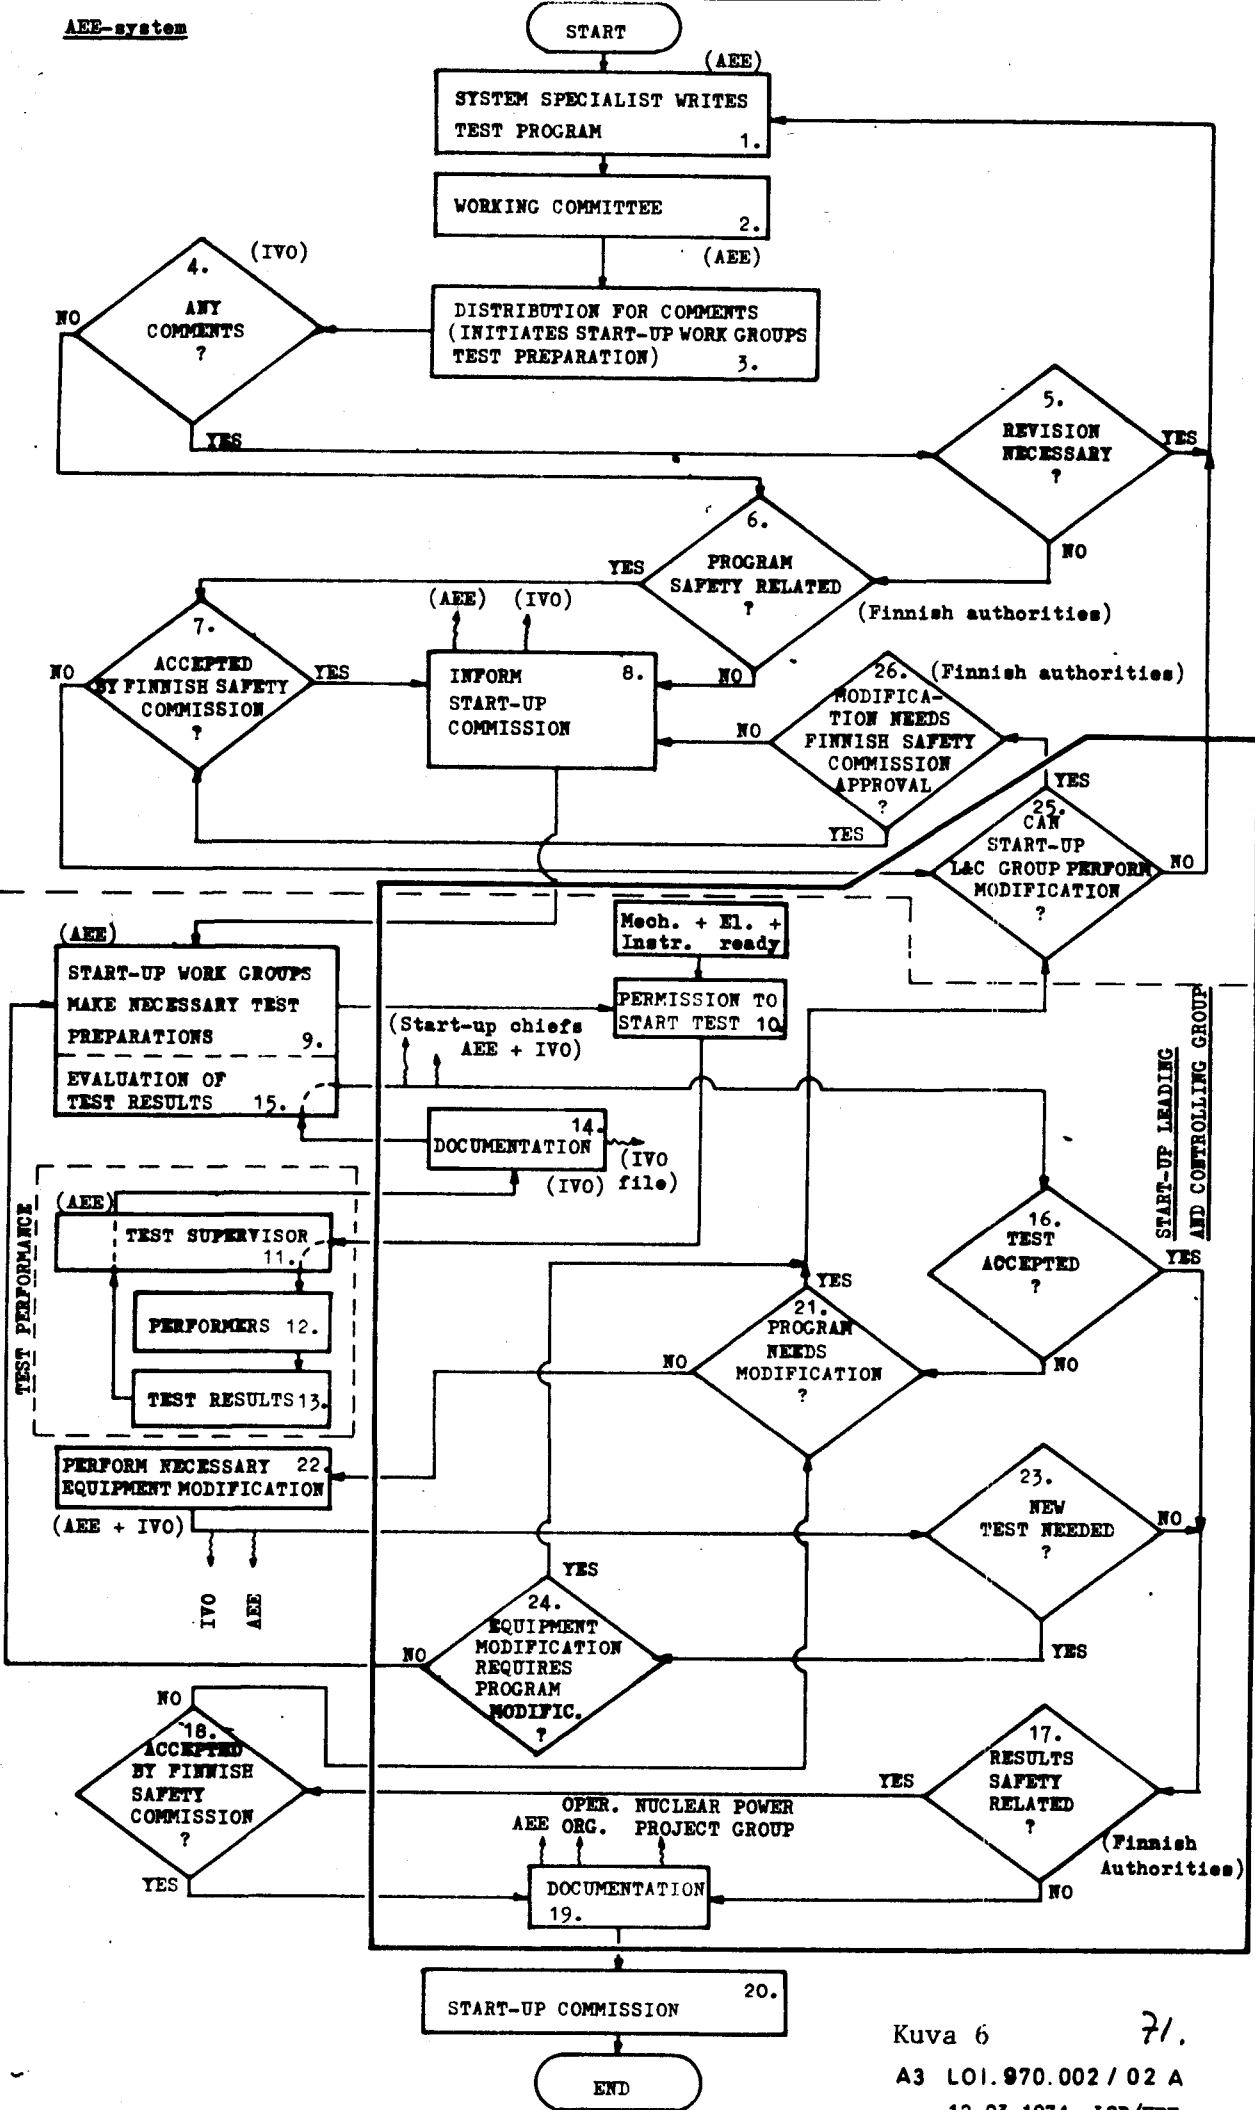 AEE-system
START
(AEE)
SYSTEM SPECIALIST WRITES
TEST PROGRAM
1.
WORKING COMMITTEE
2.
(AEE)
DISTRIBUTION FOR COMMENTS
(INITIATES START-UP WORK GROUPS
TEST PREPARATION)
3.
(IVO)
4.
ANY
COMMENTS
?
NO
YES
5.
REVISION
NECESSARY
?
YES
NO
6.
PROGRAM
SAFETY RELATED
?
YES
NO
(Finnish authorities)
7.
ACCEPTED
BY FINNISH SAFETY
COMMISSION
?
NO
YES
(AEE)
(IVO)
8.
INFORM
START-UP
COMMISSION
26.
(Finnish authorities)
MODIFICA-
TION NEEDS
FINNISH SAFETY
COMMISSION
APPROVAL
?
NO
YES
YES
25.
CAN
START-UP
L&C GROUP PERFORM
MODIFICATION
?
NO
(AEE)
START-UP WORK GROUPS
MAKE NECESSARY TEST
PREPARATIONS
9.
EVALUATION OF
TEST RESULTS
15.
Mech. + El. +
Instr. ready
PERMISSION TO
START TEST 10.
(Start-up chiefs
AEE + IVO)
START-UP LEADING
AND CONTROLLING GROUP
14.
DOCUMENTATION
(IVO
file)
(IVO)
TEST PERFORMANCE
(AEE)
TEST SUPERVISOR
11.
PERFORMERS 12.
TEST RESULTS 13.
16.
TEST
ACCEPTED
?
YES
NO
YES
21.
PROGRAM
NEEDS
MODIFICATION
?
NO
PERFORM NECESSARY 22.
EQUIPMENT MODIFICATION
(AEE + IVO)
IVO
AEE
23.
NEW
TEST NEEDED
?
NO
YES
YES
24.
EQUIPMENT
MODIFICATION
REQUIRES
PROGRAM
MODIFIC.
?
NO
NO
18.
ACCEPTED
BY FINNISH
SAFETY
COMMISSION
?
YES
17.
RESULTS
SAFETY
RELATED
?
YES
NO
(Finnish
Authorities)
AEE
OPER.
ORG.
NUCLEAR POWER
PROJECT GROUP
DOCUMENTATION
19.
20.
START-UP COMMISSION
END
Kuva 6
71.
A3 LOI.970.002 / 02 A